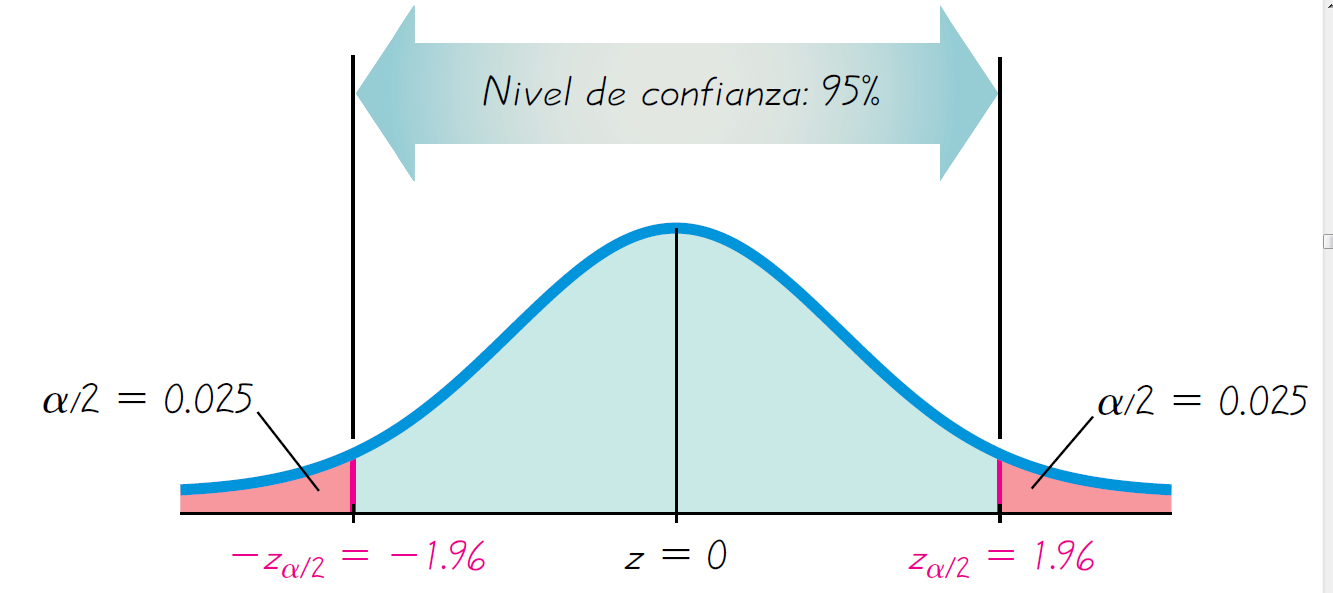 Nivel de confianza: 95%
α/2 = 0.025
α/2 = 0.025
−zα/2 = −1.96
z = 0
zα/2 = 1.96